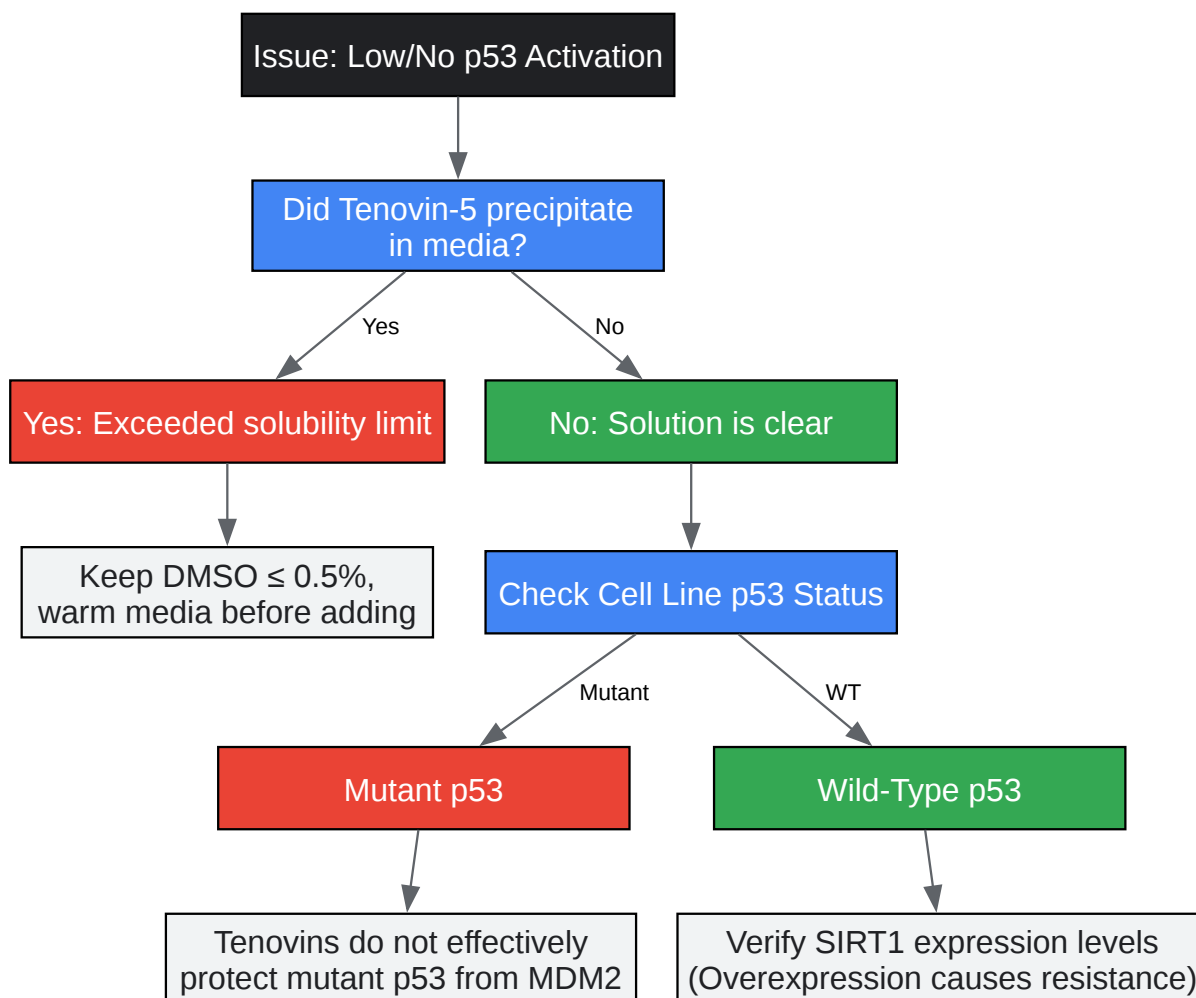 Issue: Low/No p53 Activation
Did Tenovin-5 precipitate
in media?
Yes
No
Yes: Exceeded solubility limit
No: Solution is clear
Keep DMSO ≤ 0.5%,
warm media before adding
Check Cell Line p53 Status
Mutant
WT
Mutant p53
Wild-Type p53
Tenovins do not effectively
protect mutant p53 from MDM2
Verify SIRT1 expression levels
(Overexpression causes resistance)